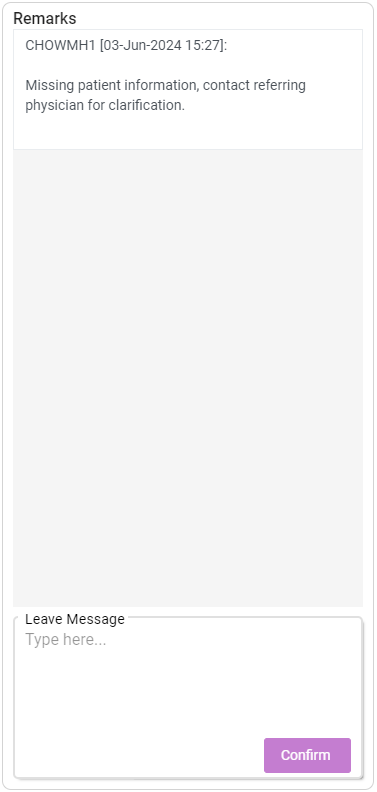 Remarks
CHOWMH1 [03-Jun-2024 15:27]:
Missing patient information, contact referring
physician for clarification.
Leave Message
Type here...
Confirm